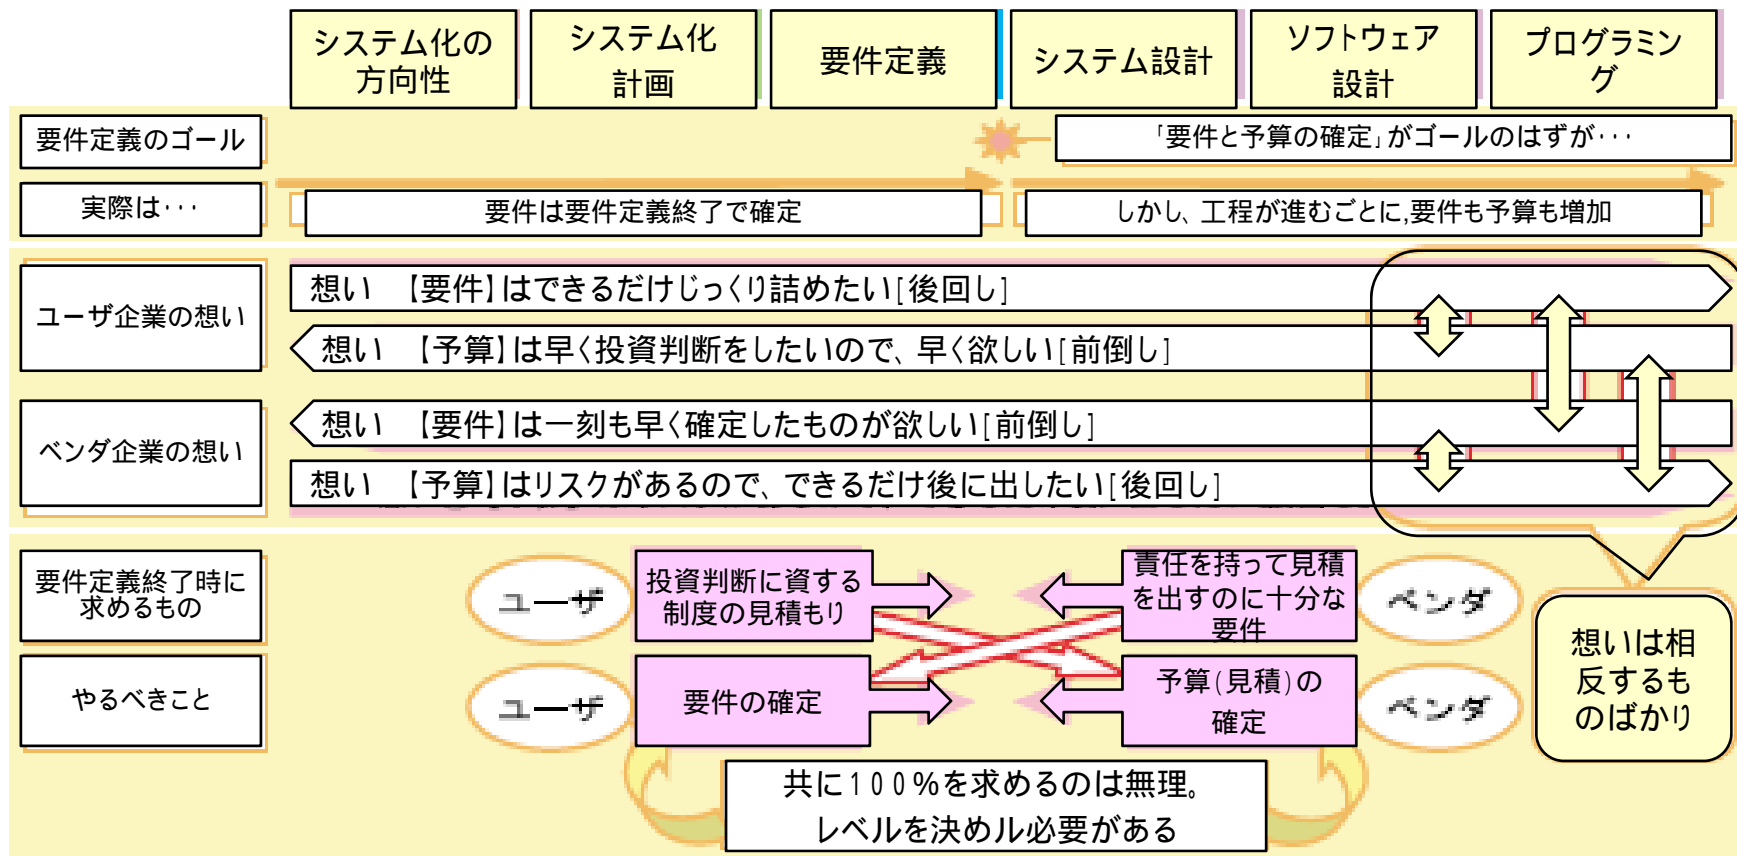 システム化の
方向性
システム化
計画
要件定義
システム設計
ソフトウェア
設計
プログラミン
グ
要件定義のゴール
「要件と予算の確定」がゴールのはずが・・・
実際は・・・
要件は要件定義終了で確定
しかし、工程が進むごとに,要件も予算も増加
ユーザ企業の想い
想い 【要件】はできるだけじっくり詰めたい[後回し]
想い 【予算】は早く投資判断をしたいので、早く欲しい[前倒し]
ベンダ企業の想い
想い 【要件】は一刻も早く確定したものが欲しい[前倒し]
想い 【予算】はリスクがあるので、できるだけ後に出したい[後回し]
要件定義終了時に
求めるもの
ユーザ
投資判断に資する
制度の見積もり
責任を持って見積
を出すのに十分な
要件
ベンダ
やるべきこと
ユーザ
要件の確定
予算(見積)の
確定
ベンダ
想いは相
反するも
のばかり
共に100%を求めるのは無理。
レベルを決めル必要がある